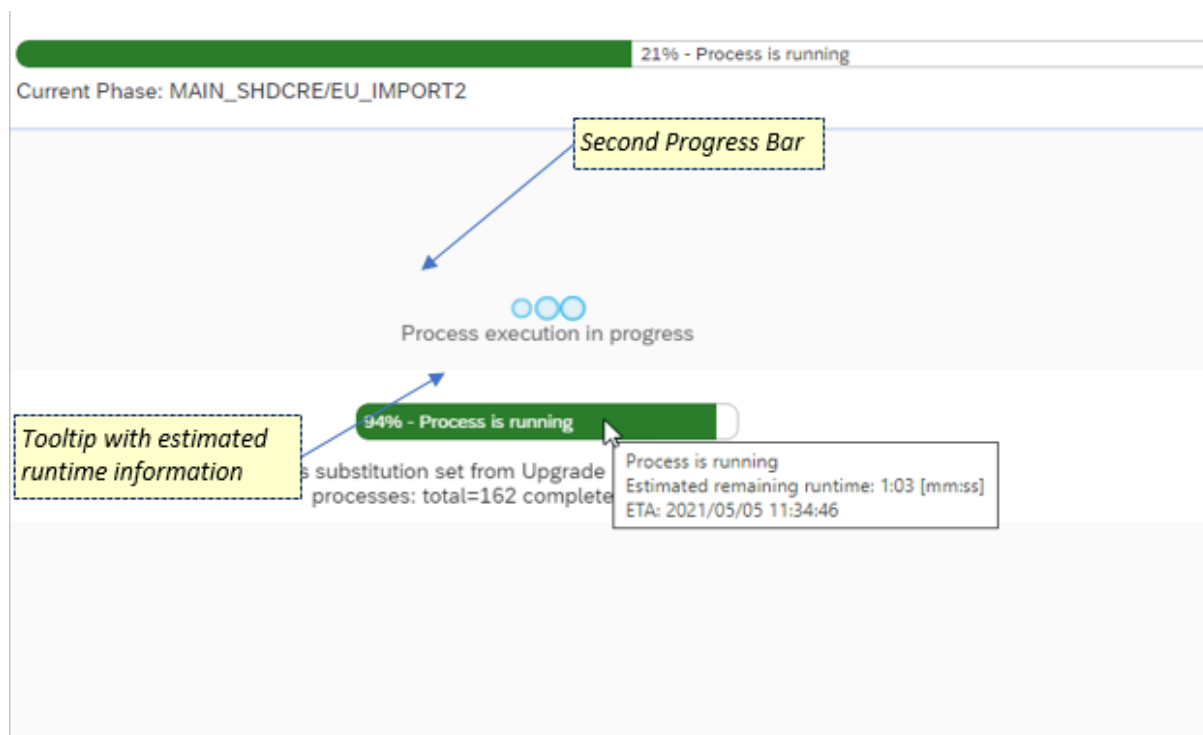 21% - Process is running
Current Phase: MAIN_SHDCRE/EU_IMPORT2
Second Progress Bar
Process execution in progress
94% - Process is running
Tooltip with estimated
runtime information
substitution set from Upgrade
processes: total=162 complete
Process is running
Estimated remaining runtime: 1:03 [mm:ss]
ETA: 2021/05/05 11:34:46